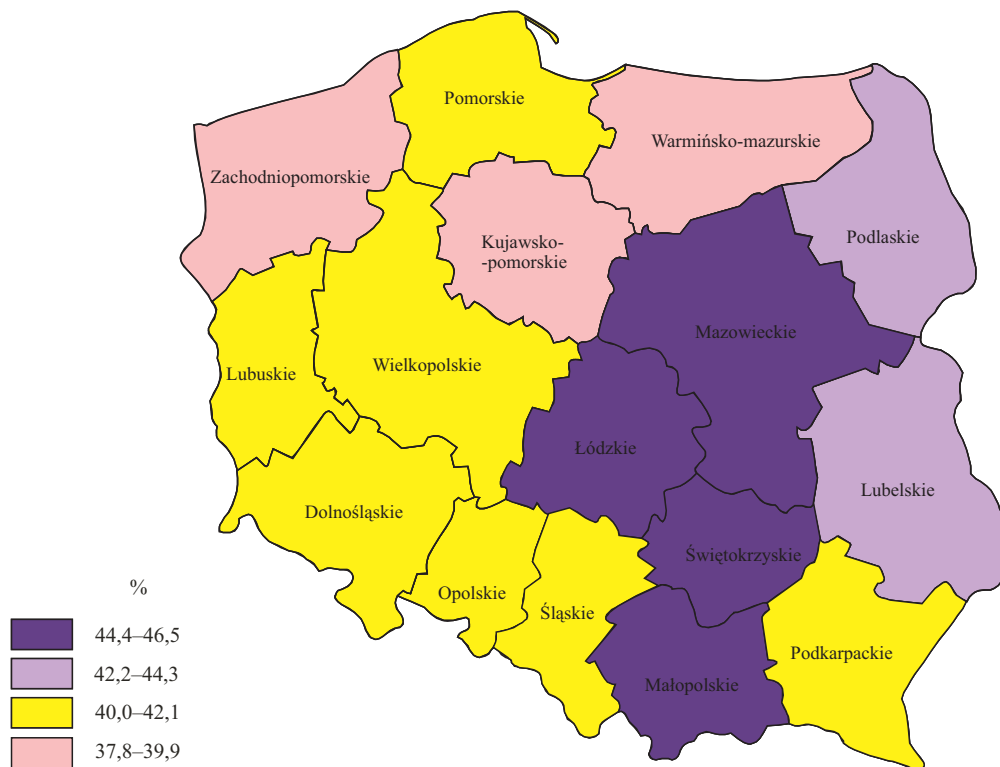 Pomorskie
Warmińsko-mazurskie
Zachodniopomorskie
Podlaskie
Kujawsko-
-pomorskie
Mazowieckie
Wielkopolskie
Lubuskie
Łódzkie
Lubelskie
Dolnośląskie
Świętokrzyskie
Opolskie
Śląskie
Podkarpackie
Małopolskie
%
44,4–46,5
42,2–44,3
40,0–42,1
37,8–39,9